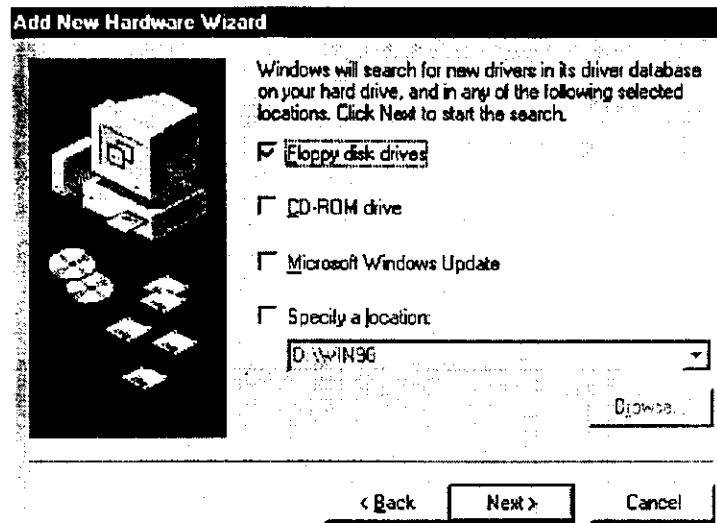 Add New Hardware Wizard
Windows will search for new drivers in its driver database
on your hard drive, and in any of the following selected
locations. Click Next to start the search.
Floppy disk drives
CD-ROM drive
Microsoft Windows Update
Specify a location:
D:\WIN98
Browse...
< Back Next > Cancel